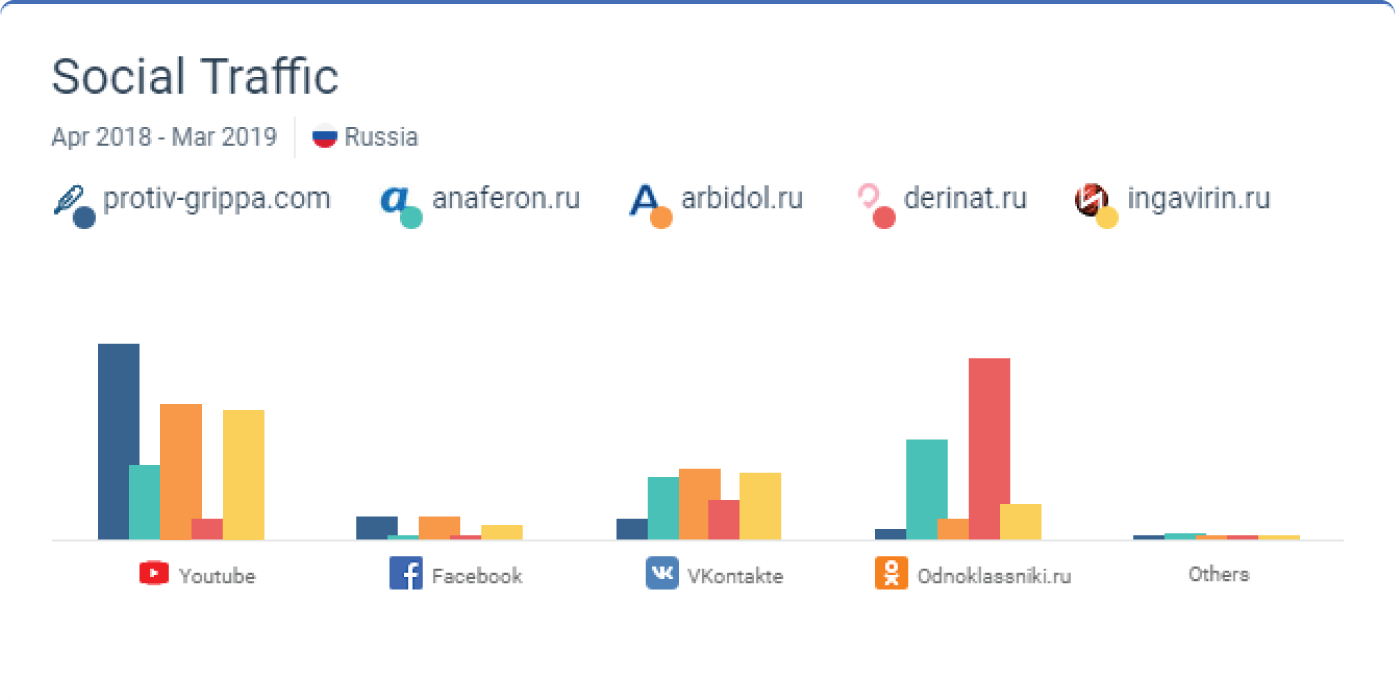 Social Traffic
Apr 2018 - Mar 2019 Russia
protiv-grippa.com anaferon.ru arbidol.ru derinat.ru ingavirin.ru
Youtube Facebook VKontakte Odnoklassniki.ru Others